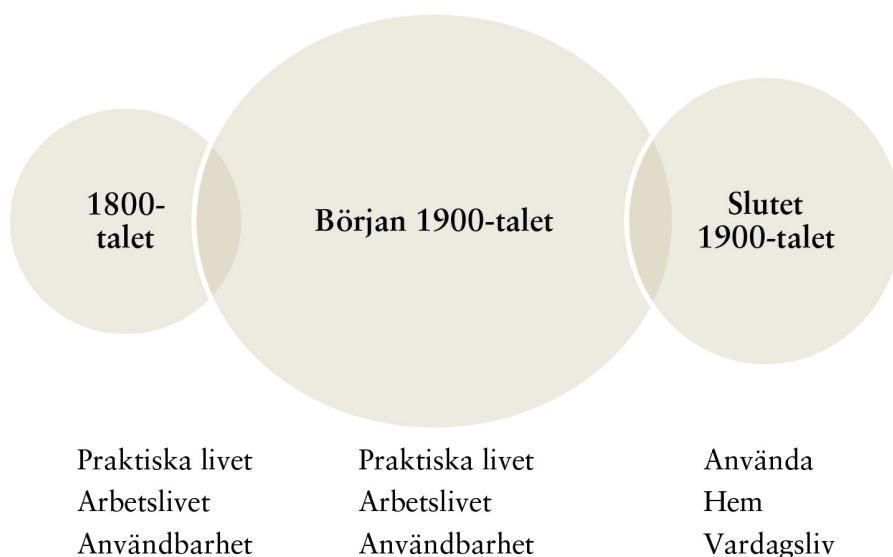 1800-
talet
Början 1900-talet
Slutet
1900-talet
Praktiska livet
Arbetslivet
Användbarhet
Praktiska livet
Arbetslivet
Användbarhet
Använda
Hem
Vardagsliv